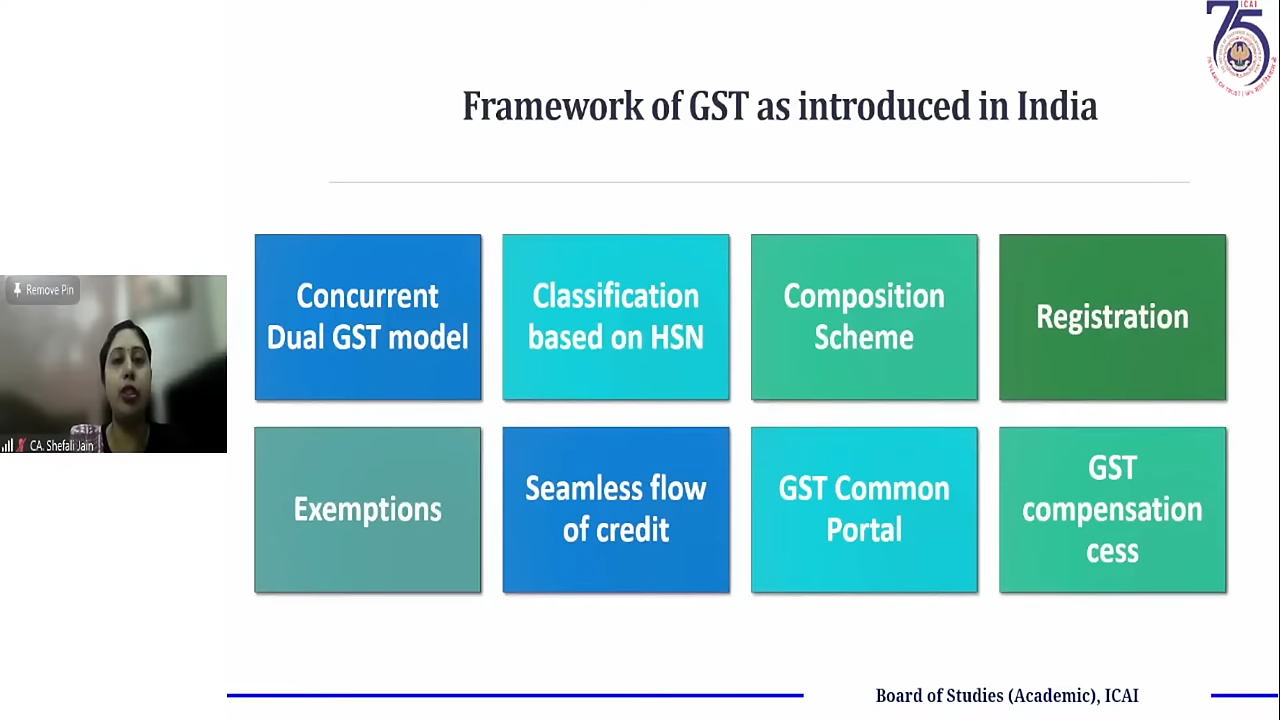 ICAI
75
Framework of GST as introduced in India
Concurrent
Dual GST model
Classification
based on HSN
Composition
Scheme
Registration
Remove Pin
CA. Shefali Jain
Exemptions
Seamless flow
of credit
GST Common
Portal
GST
compensation
cess
Board of Studies (Academic), ICAI